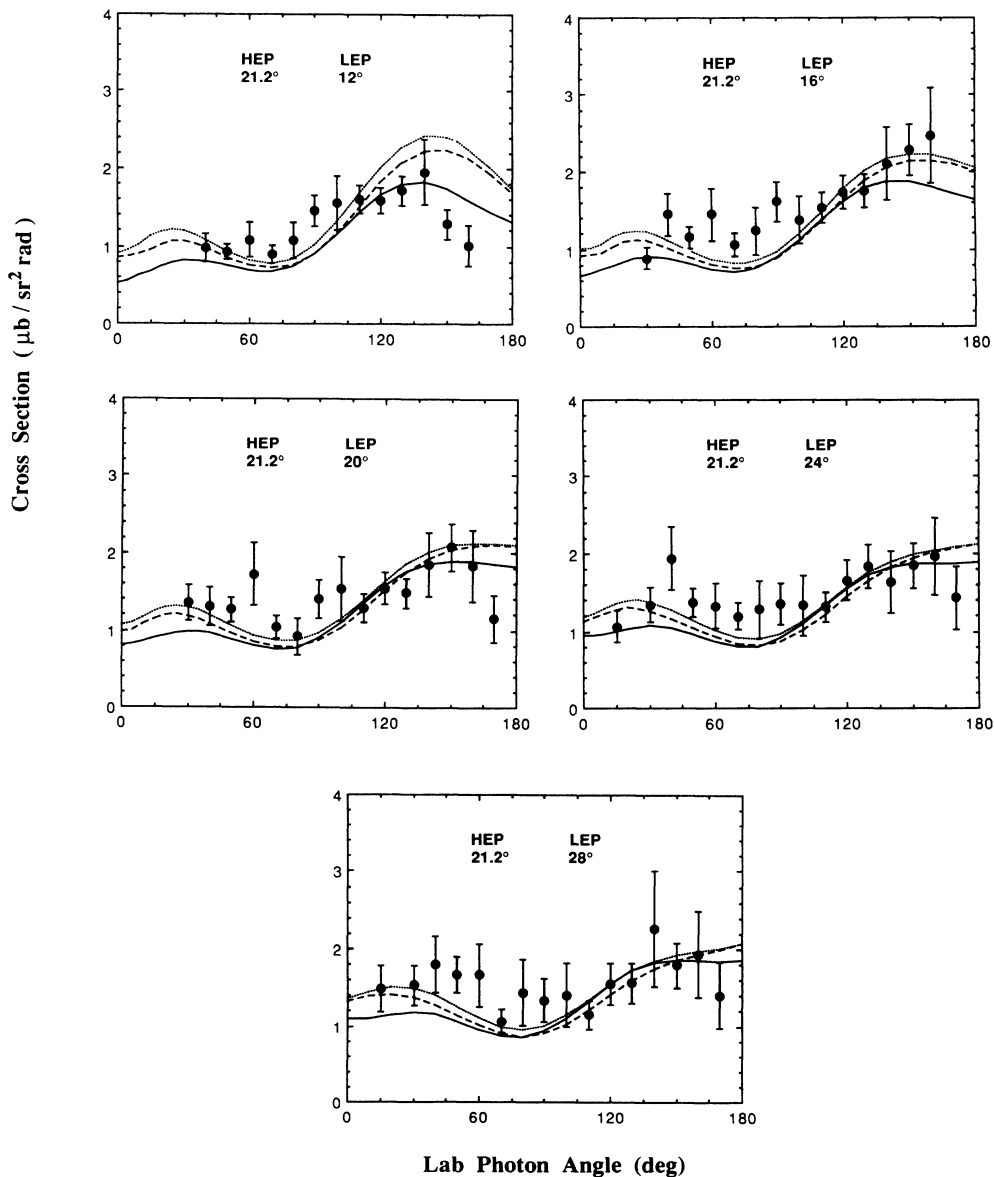 Cross Section ( μb / sr² rad )
4
3
2
1
0
HEP LEP
21.2° 12°
0 60 120 180
4
3
2
1
0
HEP LEP
21.2° 16°
0 60 120 180
4
3
2
1
0
HEP LEP
21.2° 20°
0 60 120 180
4
3
2
1
0
HEP LEP
21.2° 24°
0 60 120 180
4
3
2
1
0
HEP LEP
21.2° 28°
0 60 120 180
Lab Photon Angle (deg)